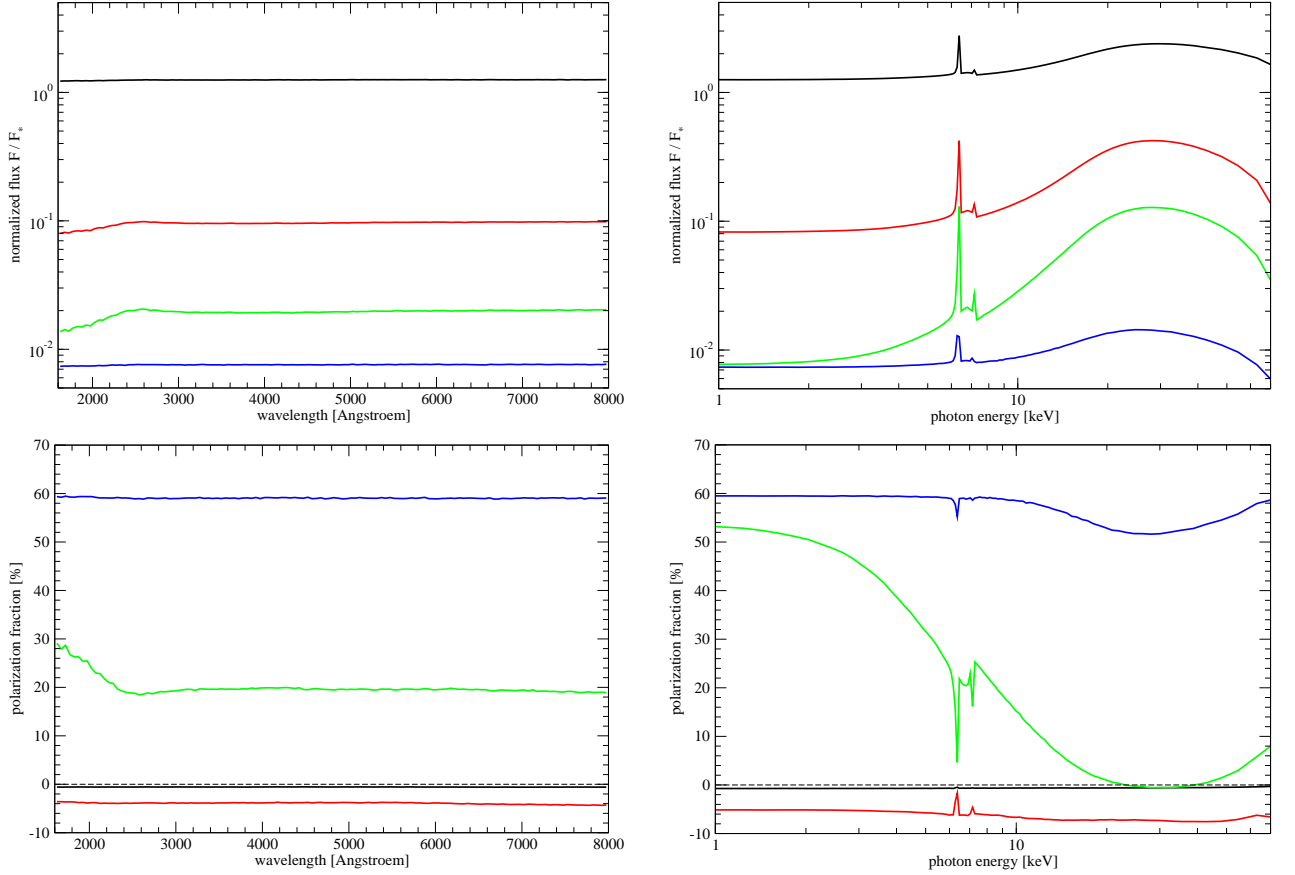 normalized flux F / F*
10^0
10^-1
10^-2
2000 3000 4000 5000 6000 7000 8000
wavelength [Angstroem]
normalized flux F / F*
10^0
10^-1
10^-2
1 10
photon energy [keV]
polarization fraction [%]
70
60
50
40
30
20
10
0
-10
2000 3000 4000 5000 6000 7000 8000
wavelength [Angstroem]
polarization fraction [%]
70
60
50
40
30
20
10
0
-10
1 10
photon energy [keV]